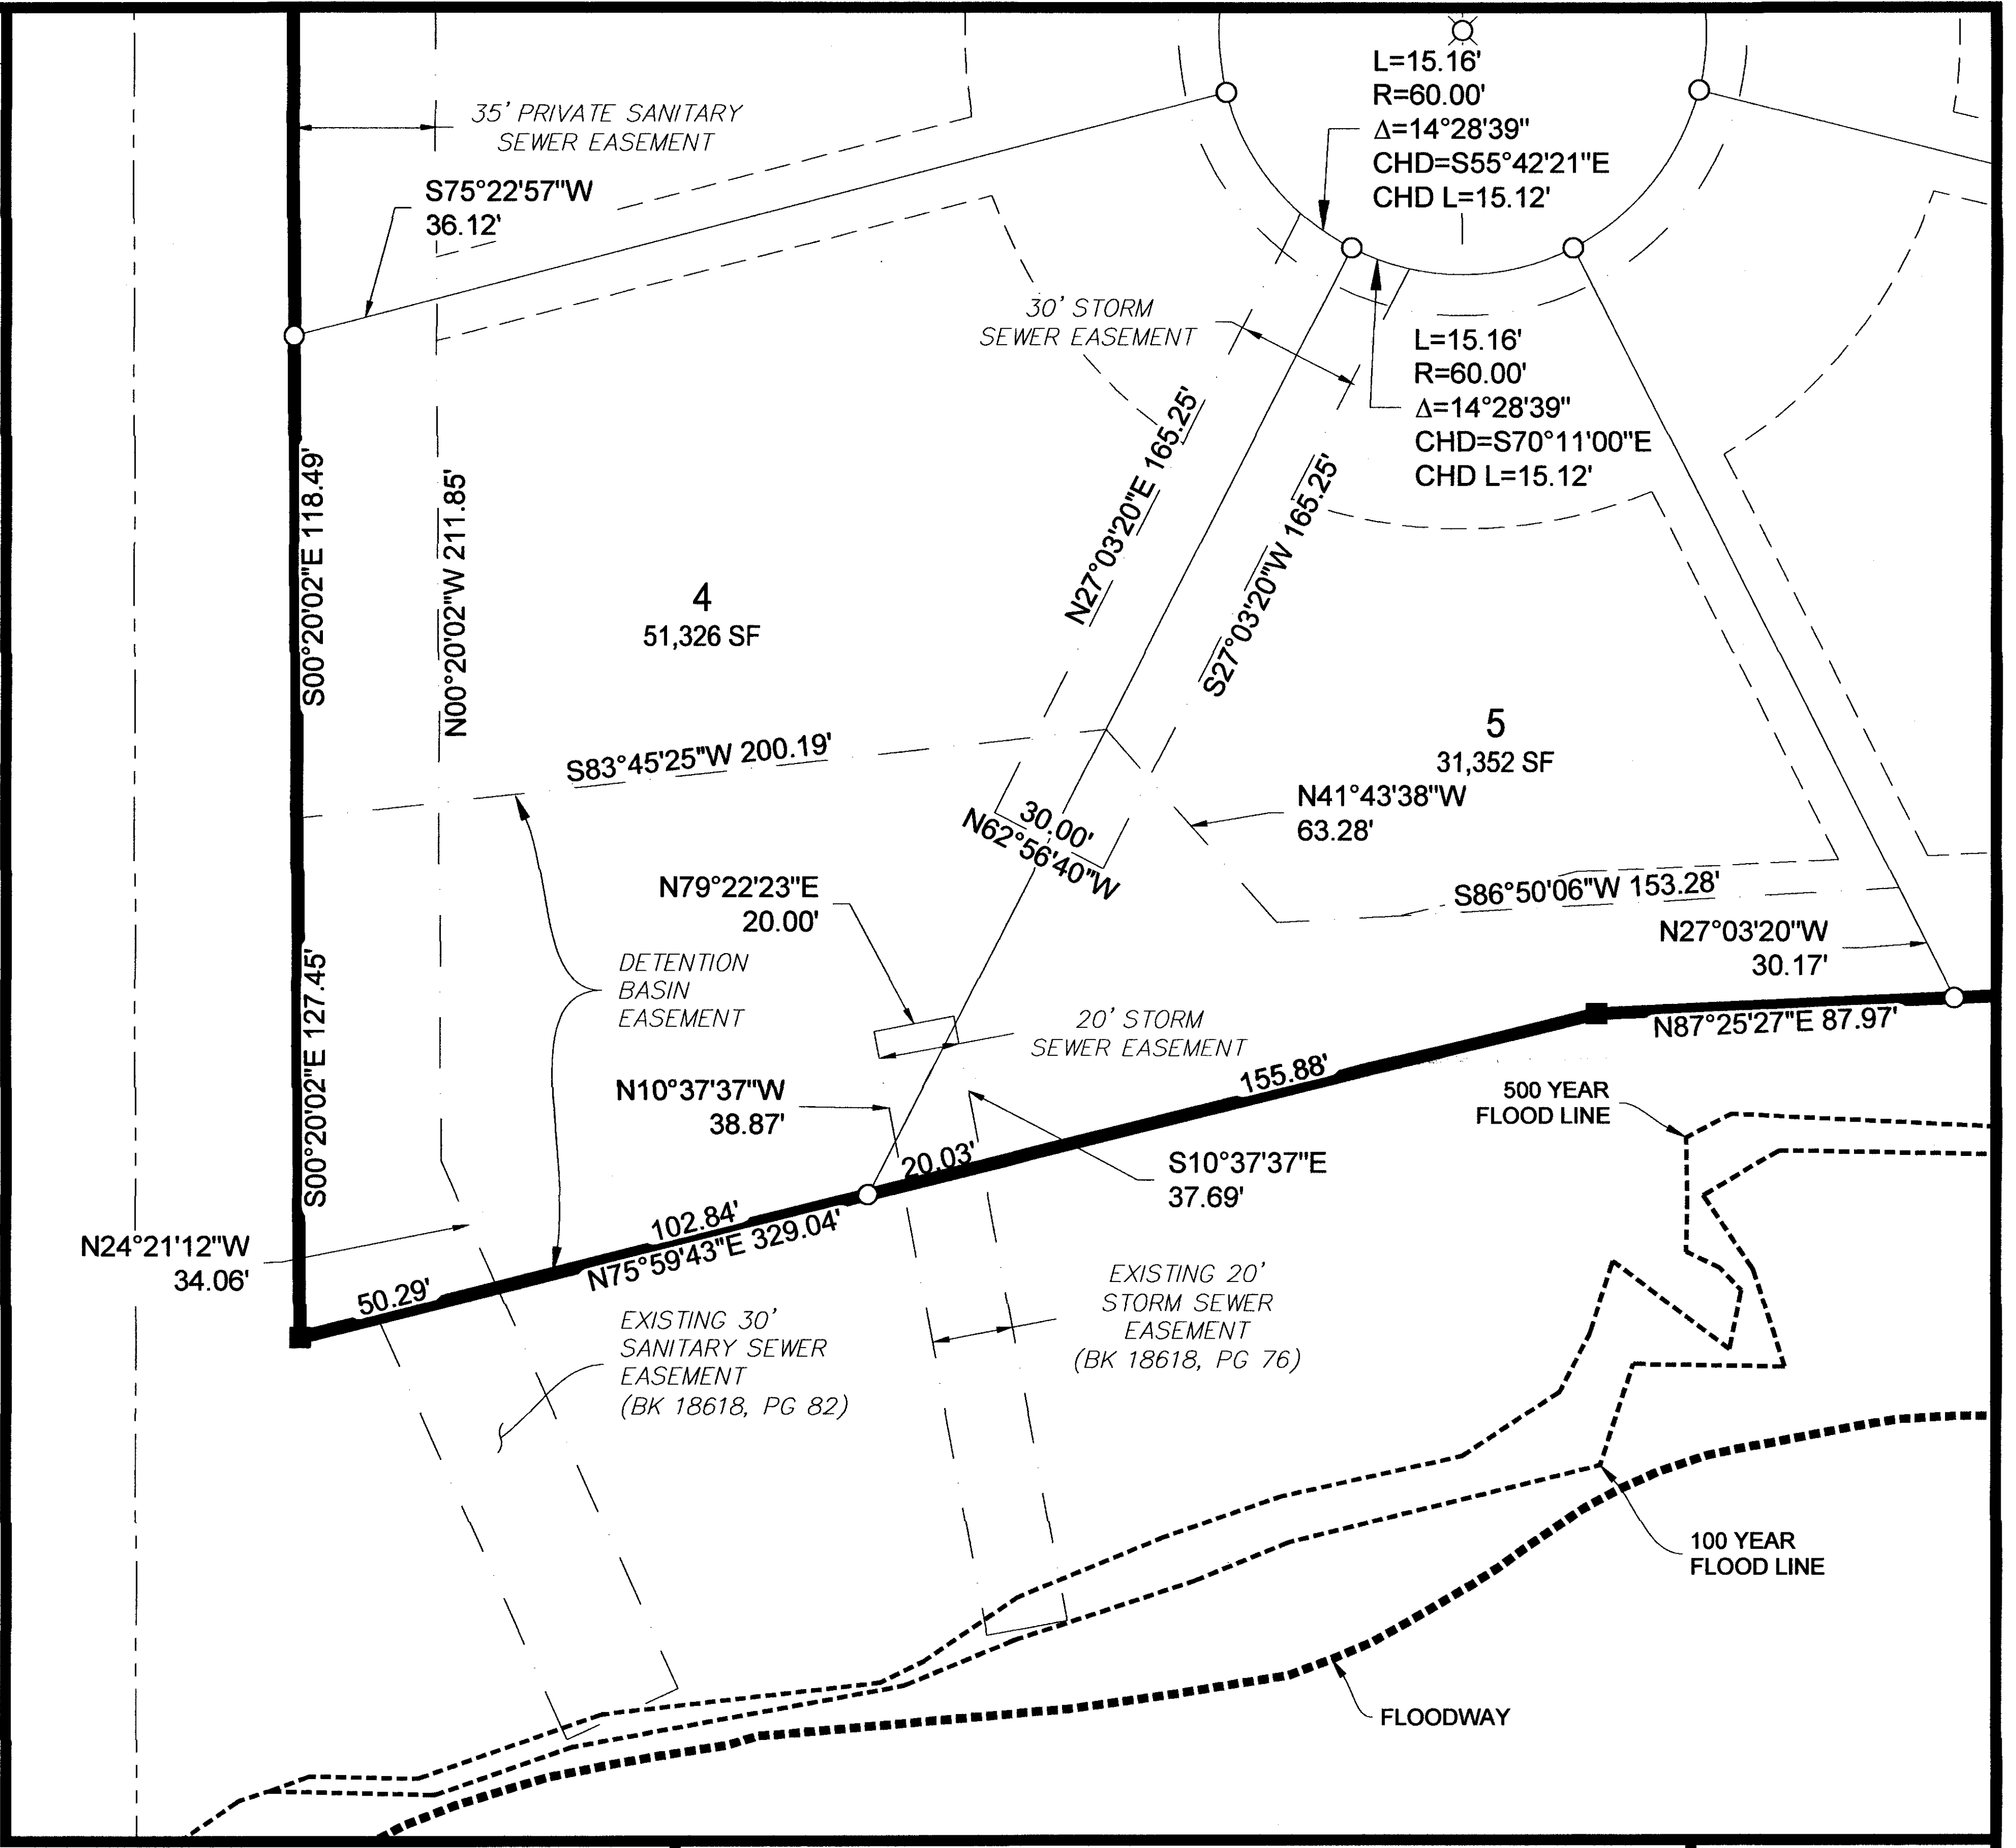 L=15.16'
R=60.00'
Δ=14°28'39"
CHD=S55°42'21"E
CHD L=15.12'
35' PRIVATE SANITARY
SEWER EASEMENT
S75°22'57"W
36.12'
30' STORM
SEWER EASEMENT
L=15.16'
R=60.00'
Δ=14°28'39"
CHD=S70°11'00"E
CHD L=15.12'
S00°20'02"E 118.49'
N00°20'02"W 211.85'
N27°03'20"E 165.25'
S27°03'20"W 165.25'
4
51,326 SF
5
31,352 SF
S83°45'25"W 200.19'
N41°43'38"W
63.28'
30.00'
N62°56'40"W
N79°22'23"E
20.00'
S86°50'06"W 153.28'
N27°03'20"W
30.17'
DETENTION
BASIN
EASEMENT
S00°20'02"E 127.45'
20' STORM
SEWER EASEMENT
N87°25'27"E 87.97'
155.88'
N10°37'37"W
38.87'
500 YEAR
FLOOD LINE
20.03'
S10°37'37"E
37.69'
102.84'
N75°59'43"E 329.04'
N24°21'12"W
34.06'
50.29'
EXISTING 30'
SANITARY SEWER
EASEMENT
(BK 18618, PG 82)
EXISTING 20'
STORM SEWER
EASEMENT
(BK 18618, PG 76)
100 YEAR
FLOOD LINE
FLOODWAY